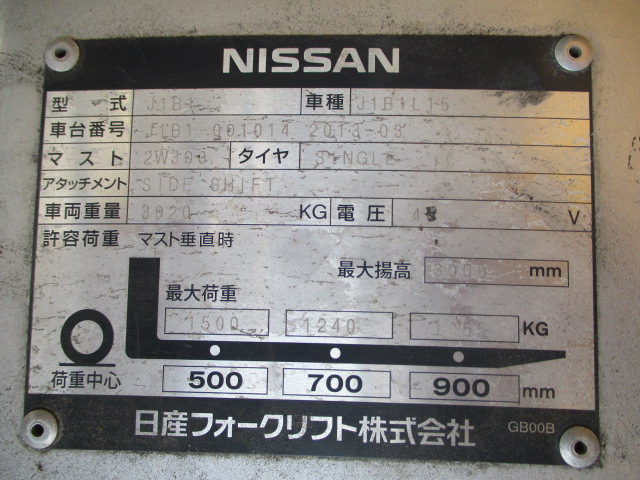 NISSAN
型 式 J1B1 車種 J1B1L15
車台番号 J1B1-001014 2013-03
マスト 2W300 タイヤ SINGLE
アタッチメント SIDE SHIFT
車両重量 3020 KG 電圧 48 V
許容荷重 マスト垂直時
最大揚高 3000 mm
最大荷重
1500 1240 KG
荷重中心 500 700 900 mm
日産フォークリフト株式会社 GB00B